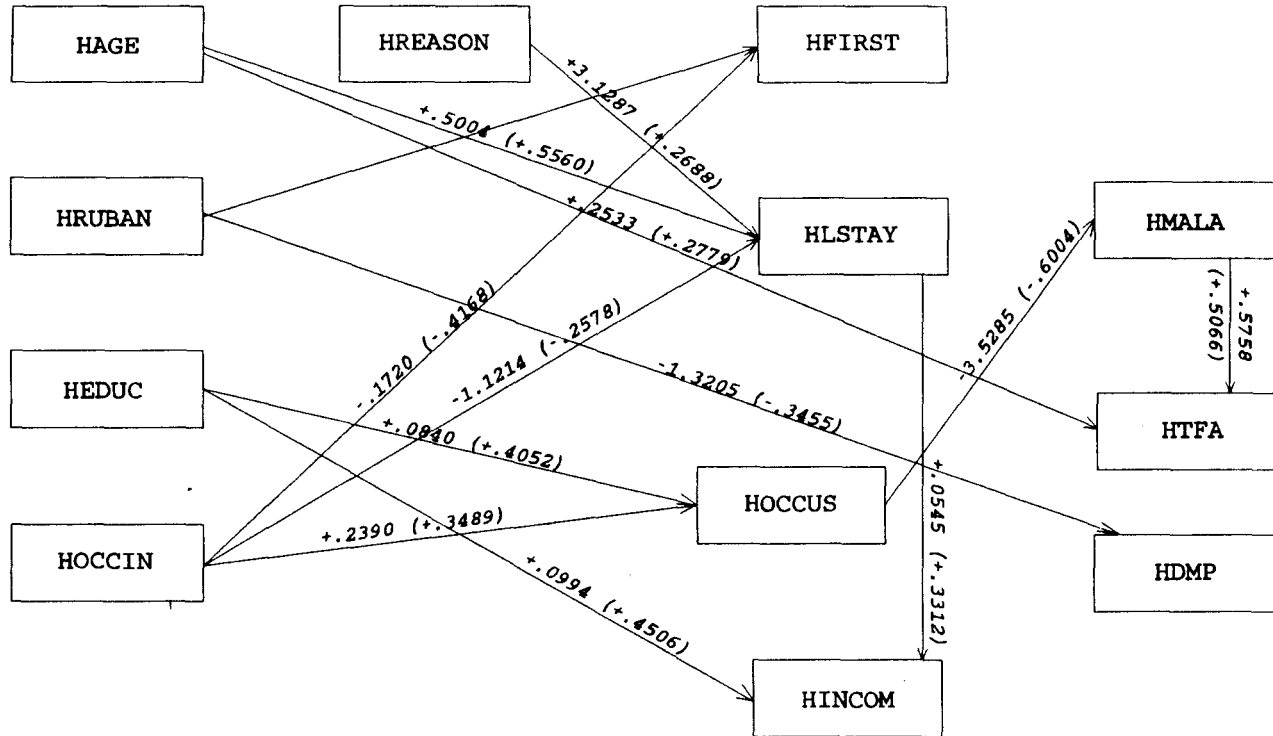 HAGE
HREASON
HFIRST
+3.1287 (+.2688)
+.5004 (+.5560)
HRUBAN
HMALA
+.2533 (+.2779)
HLSTAY
-3.5285 (-.6004)
+.5758
(+.5066)
-.1720 (-.4168)
-1.1214 (-.2578)
HEDUC
-1.3205 (-.3455)
HTFA
+.0840 (+.4052)
HOCCUS
+.0545 (+.3312)
HOCCIN
+.2390 (+.3489)
HDMP
+.0994 (+.4506)
HINCOM